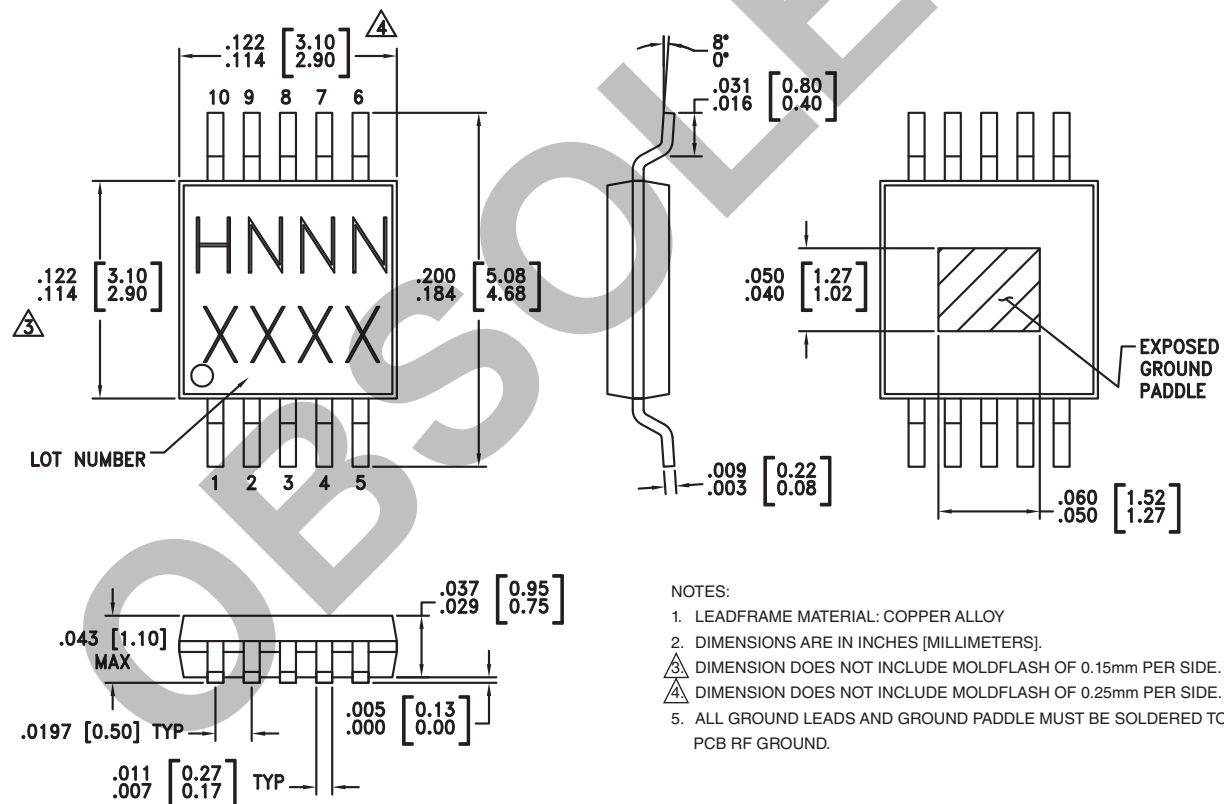 .122 [3.10]
.114 [2.90]
4
10 9 8 7 6
.122 [3.10]
.114 [2.90]
3
HNNN
XXXX
.200 [5.08]
.184 [4.68]
LOT NUMBER
1 2 3 4 5
8°
0°
.031 [0.80]
.016 [0.40]
.009 [0.22]
.003 [0.08]
.050 [1.27]
.040 [1.02]
EXPOSED
GROUND
PADDLE
.060 [1.52]
.050 [1.27]
.043 [1.10]
MAX
.037 [0.95]
.029 [0.75]
.0197 [0.50] TYP
.005 [0.13]
.000 [0.00]
.011 [0.27]
.007 [0.17] TYP
NOTES:
1. LEADFRAME MATERIAL: COPPER ALLOY
2. DIMENSIONS ARE IN INCHES [MILLIMETERS].
3. DIMENSION DOES NOT INCLUDE MOLDFLASH OF 0.15mm PER SIDE.
4. DIMENSION DOES NOT INCLUDE MOLDFLASH OF 0.25mm PER SIDE.
5. ALL GROUND LEADS AND GROUND PADDLE MUST BE SOLDERED TO
PCB RF GROUND.
OBSOLE